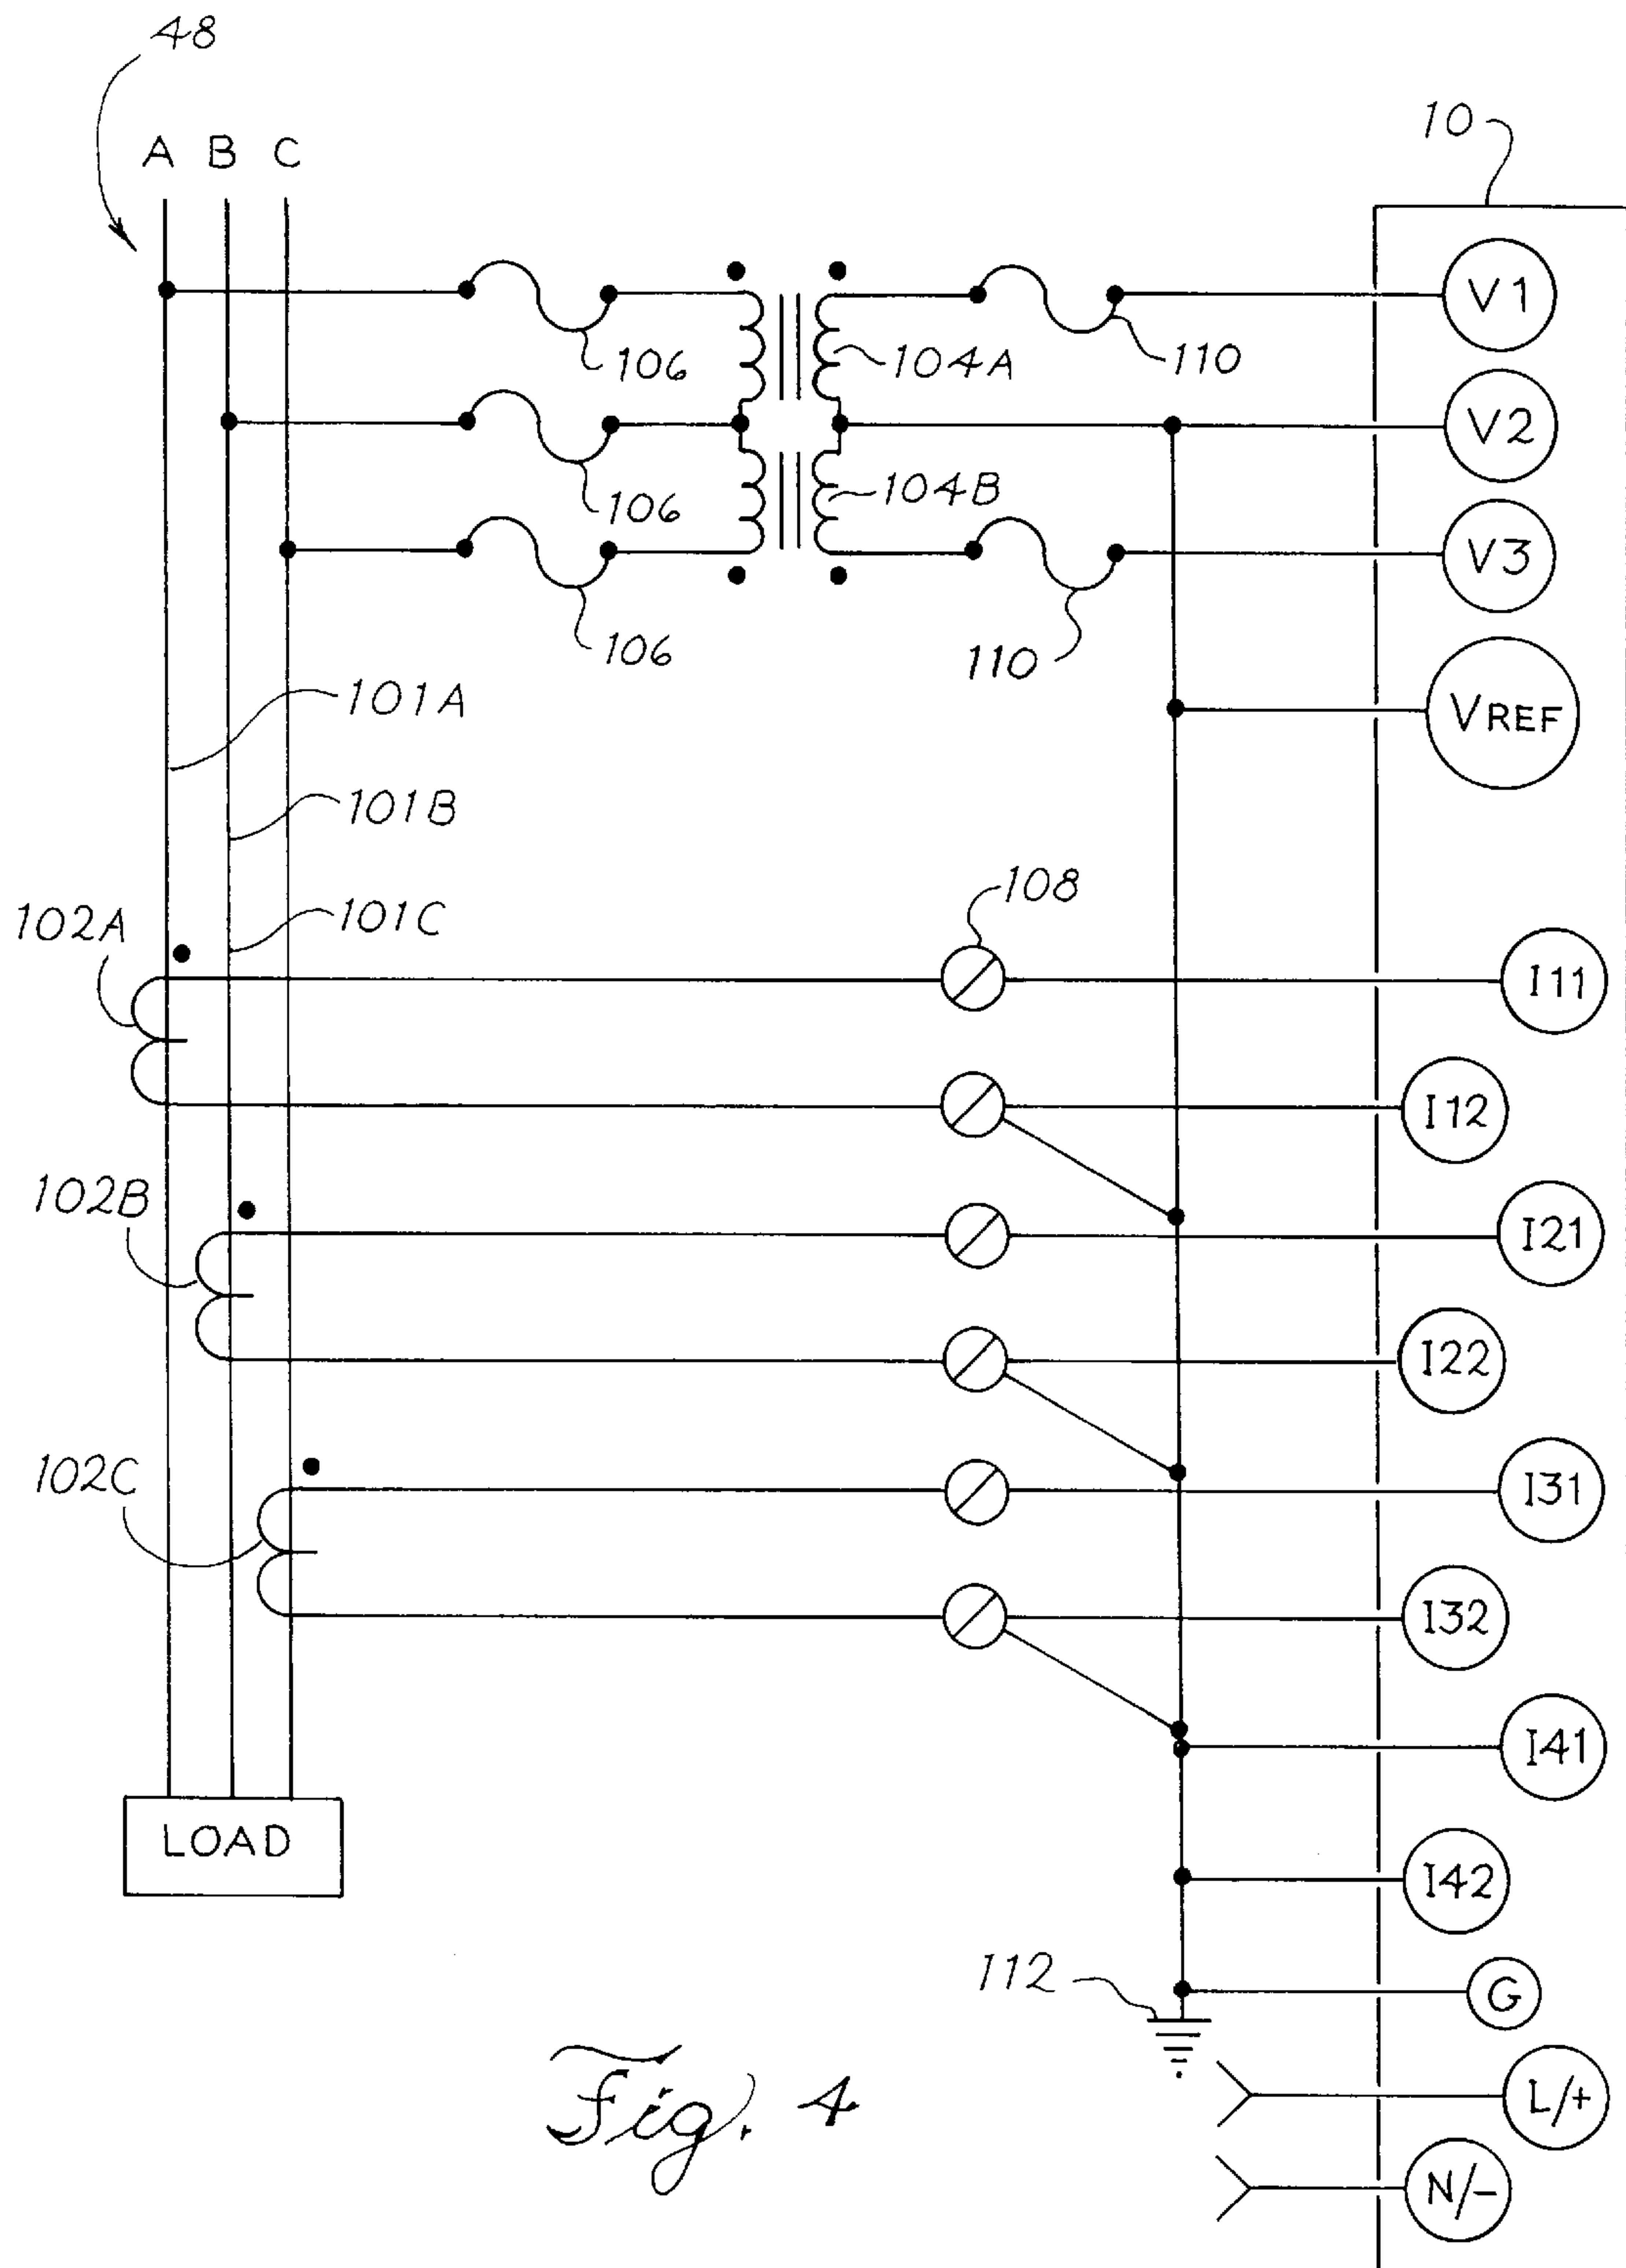 48
10
A B C
V1
106
104A
110
V2
106
104B
V3
106
110
101A
VREF
101B
108
102A
101C
I11
I12
102B
I21
I22
102C
I31
I32
I41
LOAD
I42
112
G
Fig. 4
L/+
N/-